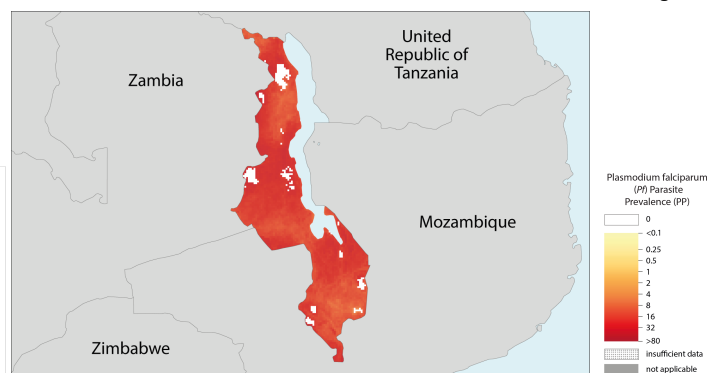 United
Republic of
Tanzania
Zambia
Mozambique
Zimbabwe
Plasmodium falciparum
(Pf) Parasite
Prevalence (PP)
0
<0.1
0.25
0.5
1
2
4
8
16
32
>80
insufficient data
not applicable